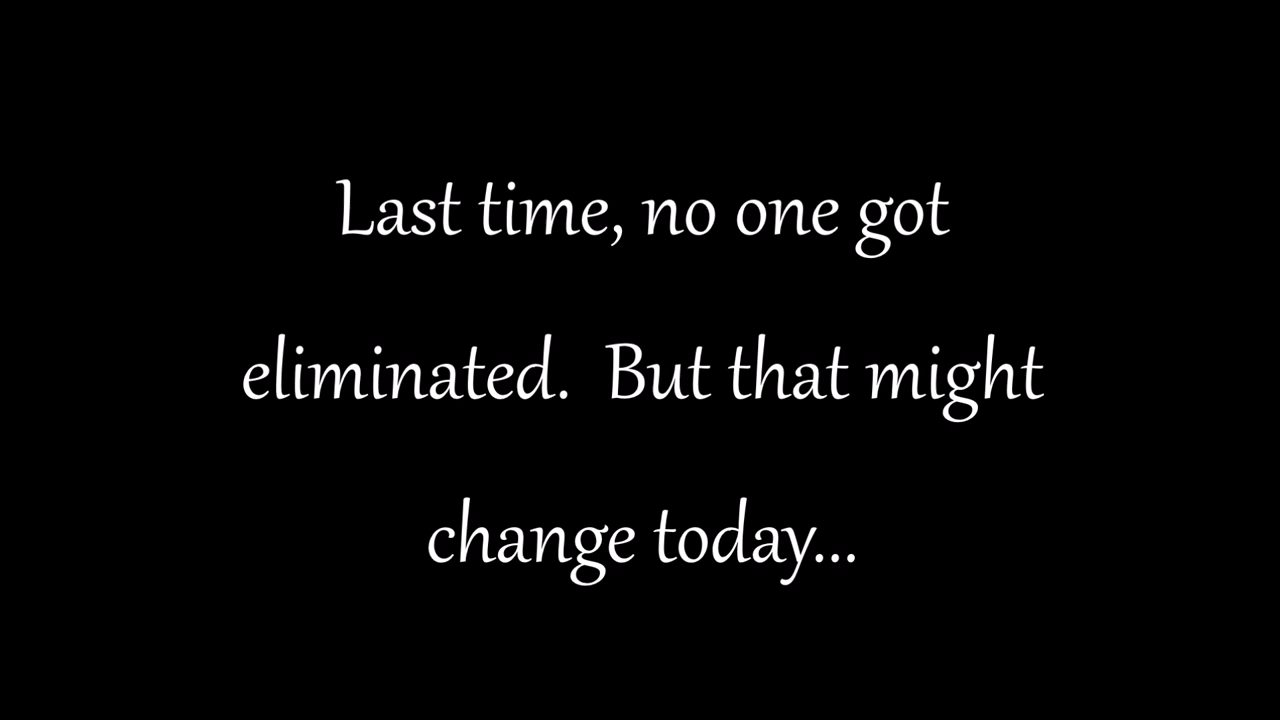 Last time, no one got
eliminated.  But that might
change today...